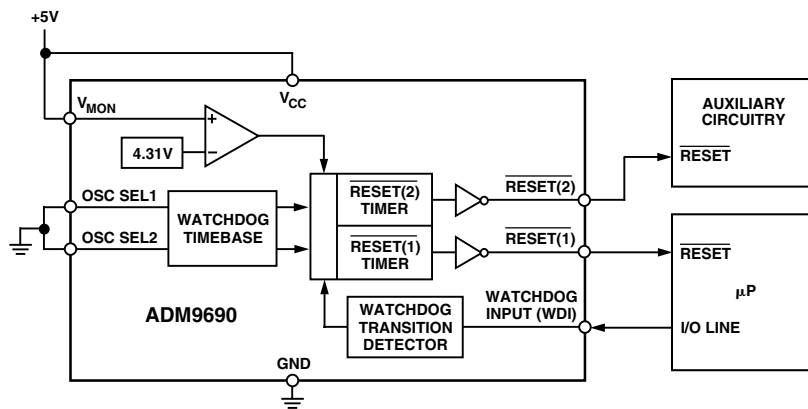 +5V
VMON
VCC
+
4.31V
−
AUXILIARY
CIRCUITRY
RESET
OSC SEL1
OSC SEL2
WATCHDOG
TIMEBASE
RESET(2)
TIMER
RESET(2)
RESET(1)
TIMER
RESET(1)
RESET
μP
I/O LINE
WATCHDOG
INPUT (WDI)
WATCHDOG
TRANSITION
DETECTOR
ADM9690
GND